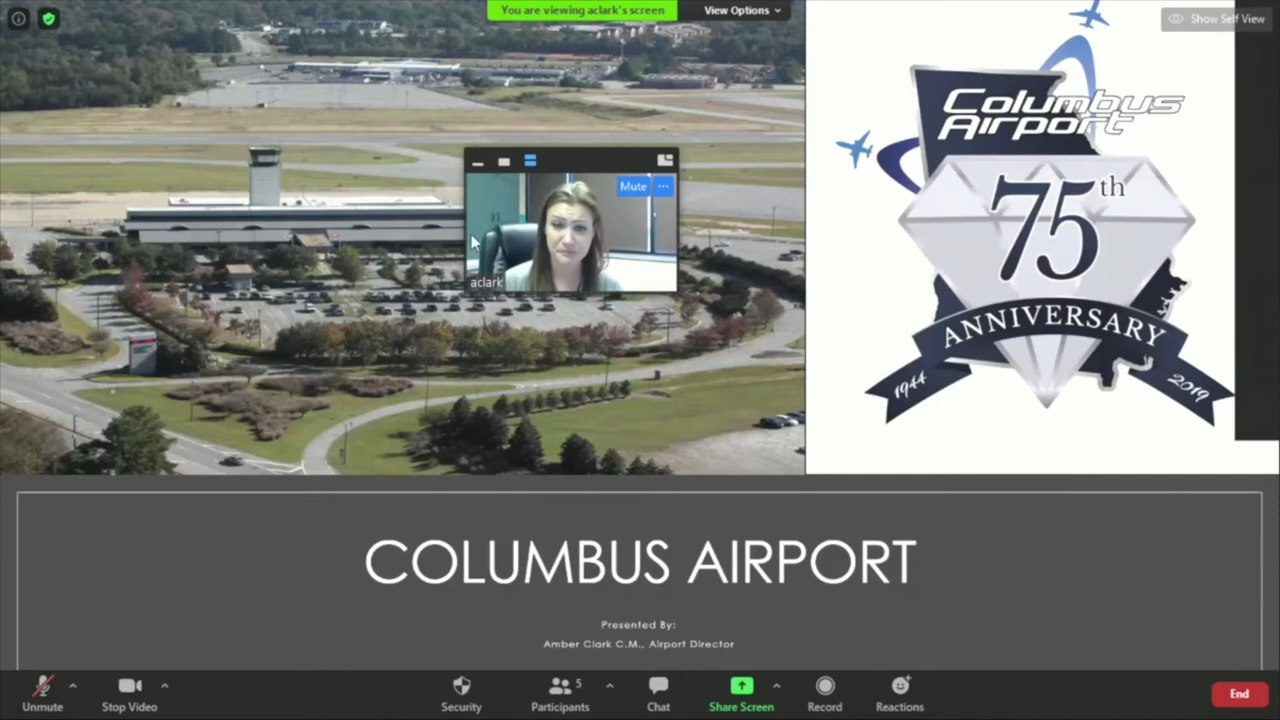 You are viewing aclark's screen
View Options
Show Self View
Columbus
Airport
75th
ANNIVERSARY
1944
2019
Mute
aclark
COLUMBUS AIRPORT
Presented By:
Amber Clark C.M., Airport Director
Unmute
Stop Video
Security
5
Participants
Chat
Share Screen
Record
Reactions
End